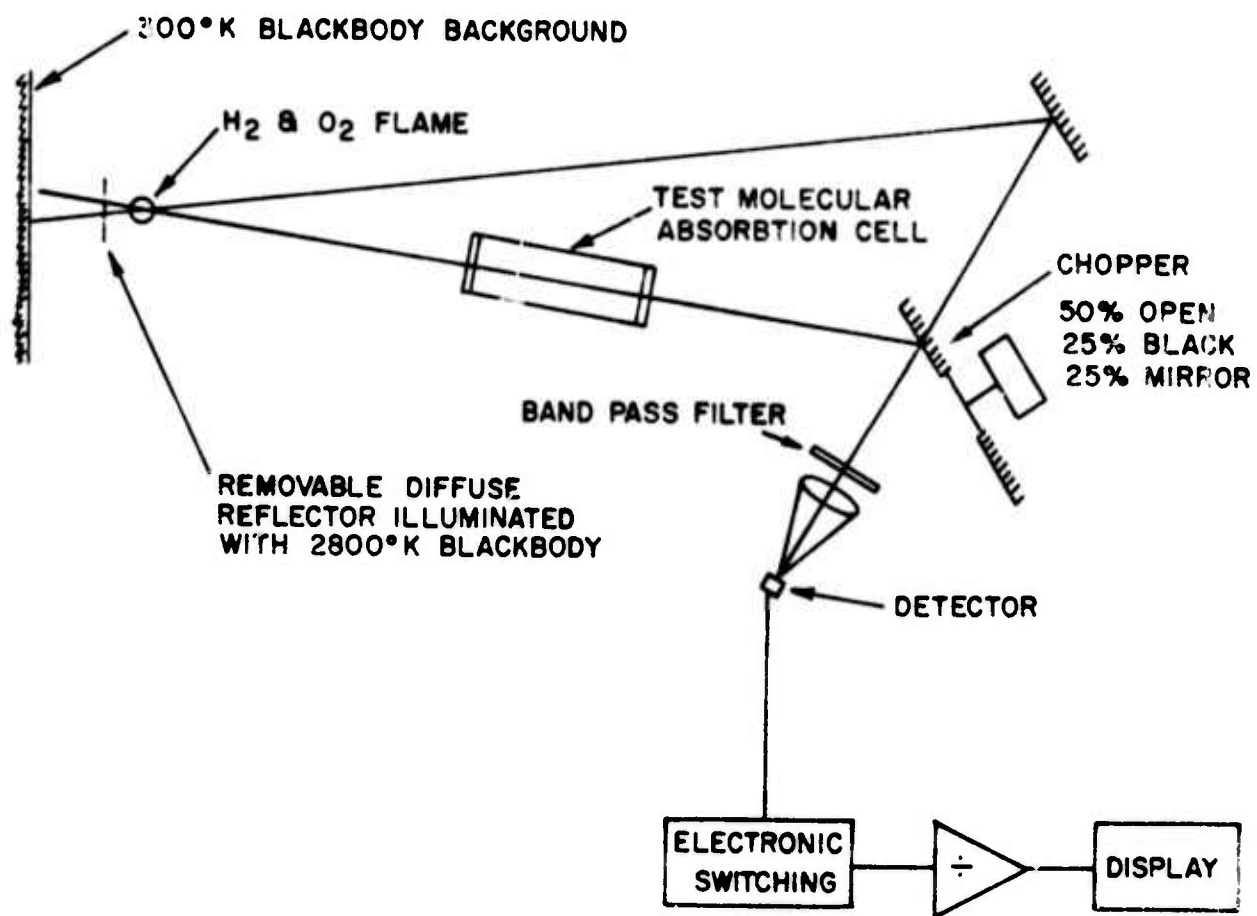 300°K BLACKBODY BACKGROUND
H2 & O2 FLAME
TEST MOLECULAR
ABSORBTION CELL
CHOPPER
50% OPEN
25% BLACK
25% MIRROR
BAND PASS FILTER
REMOVABLE DIFFUSE
REFLECTOR ILLUMINATED
WITH 2800°K BLACKBODY
DETECTOR
ELECTRONIC
SWITCHING
÷
DISPLAY